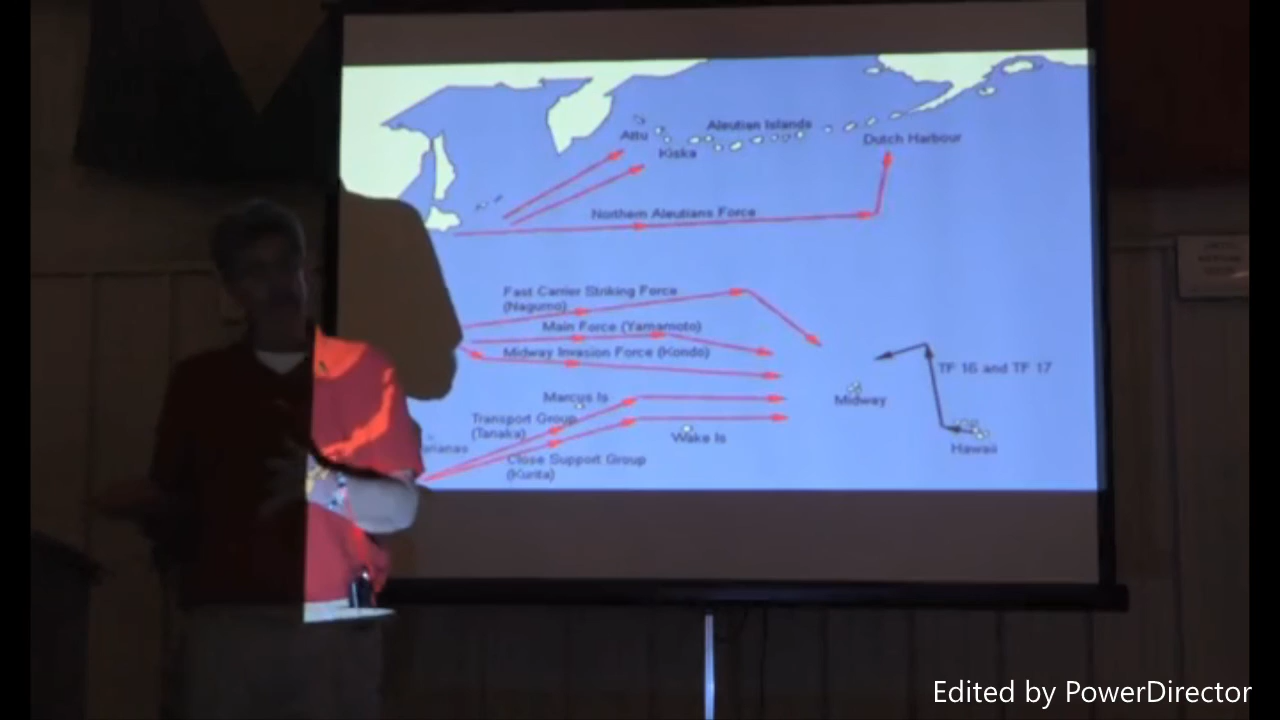 Aleutian Islands
Attu
Dutch Harbour
Kiska
Northern Aleutians Force
Fast Carrier Striking Force
(Nagumo)
Main Force (Yamamoto)
Midway Invasion Force (Kondo)
TF 16 and TF 17
Marcus Is
Midway
Transport Group
(Tanaka)
Wake Is
Hawaii
Close Support Group
(Kurita)
Edited by PowerDirector